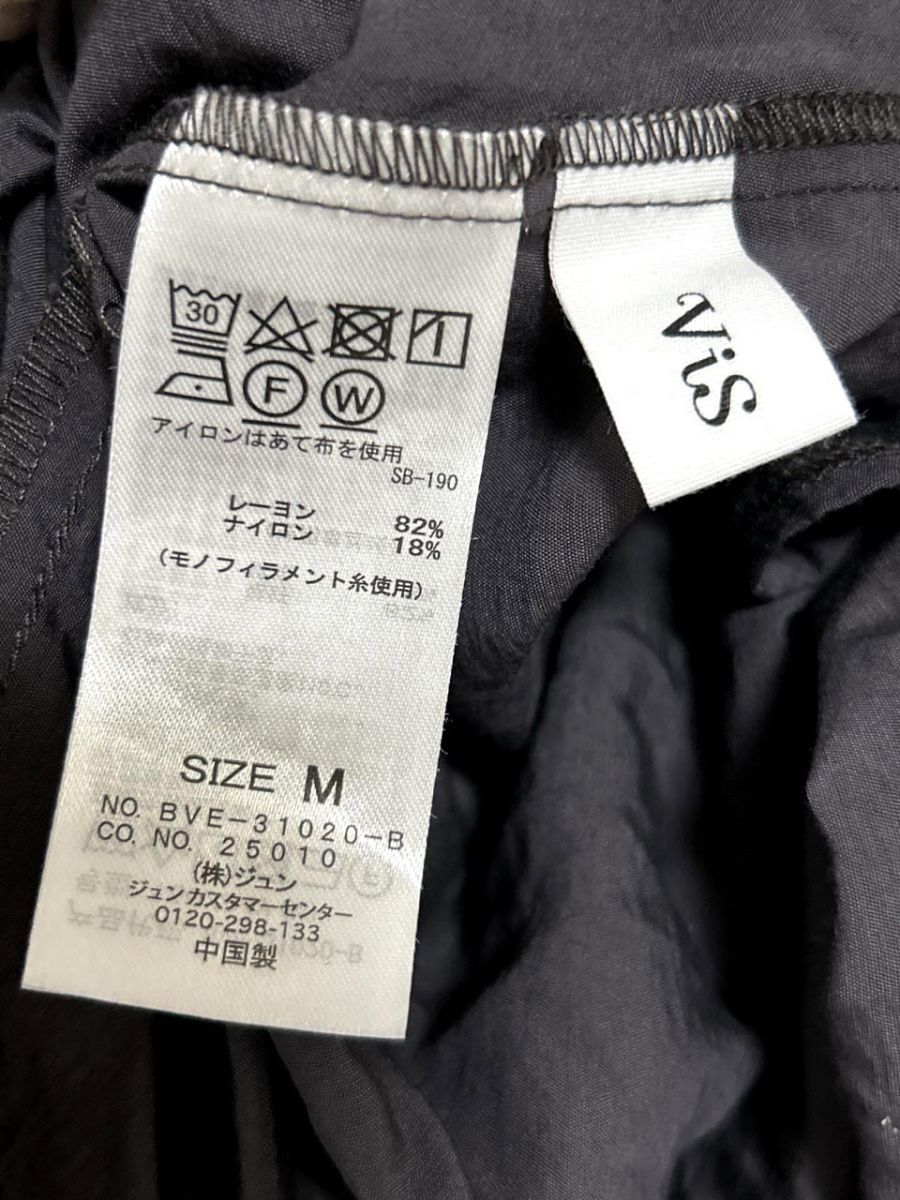 30
F W
アイロンはあて布を使用
SB-190
レーヨン 82%
ナイロン 18%
(モノフィラメント糸使用)
SIZE M
NO. BVE-31020-B
CO. NO. 25010
(株)ジュン
ジュンカスタマーセンター
0120-298-133
中国製
ViS